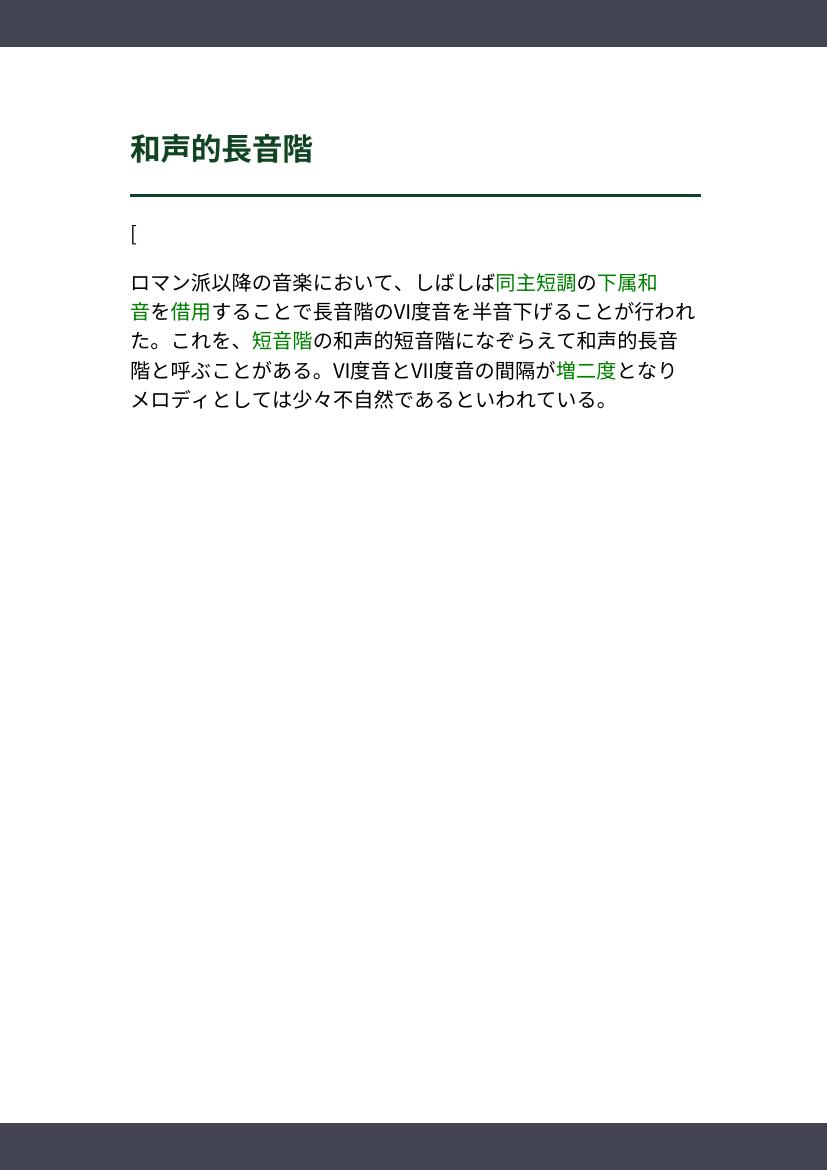 和声的長音階
[
ロマン派以降の音楽において、しばしば同主短調の下属和
音を借用することで長音階のVI度音を半音下げることが行われ
た。これを、短音階の和声的短音階になぞらえて和声的長音
階と呼ぶことがある。VI度音とVII度音の間隔が増二度となり
メロディとしては少々不自然であるといわれている。